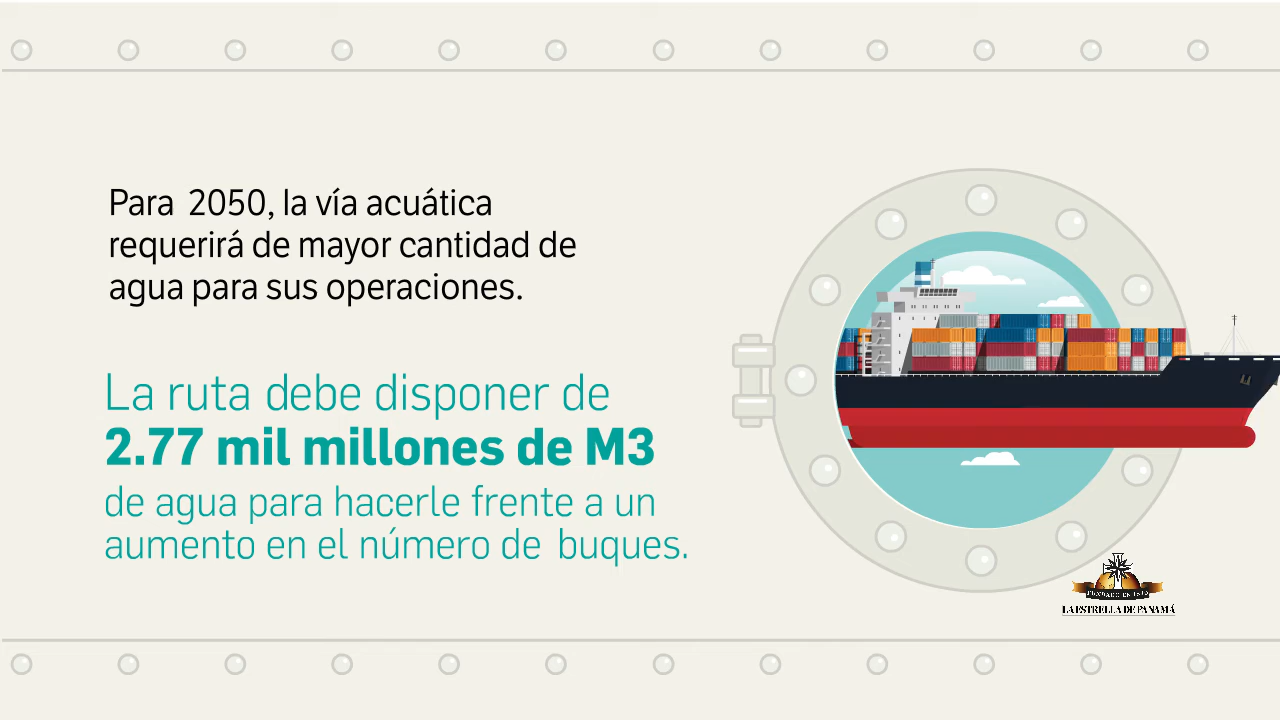 Para 2050, la vía acuática
requerirá de mayor cantidad de
agua para sus operaciones.
La ruta debe disponer de
2.77 mil millones de M3
de agua para hacerle frente a un
aumento en el número de buques.
LA ESTRELLA DE PANAMÁ